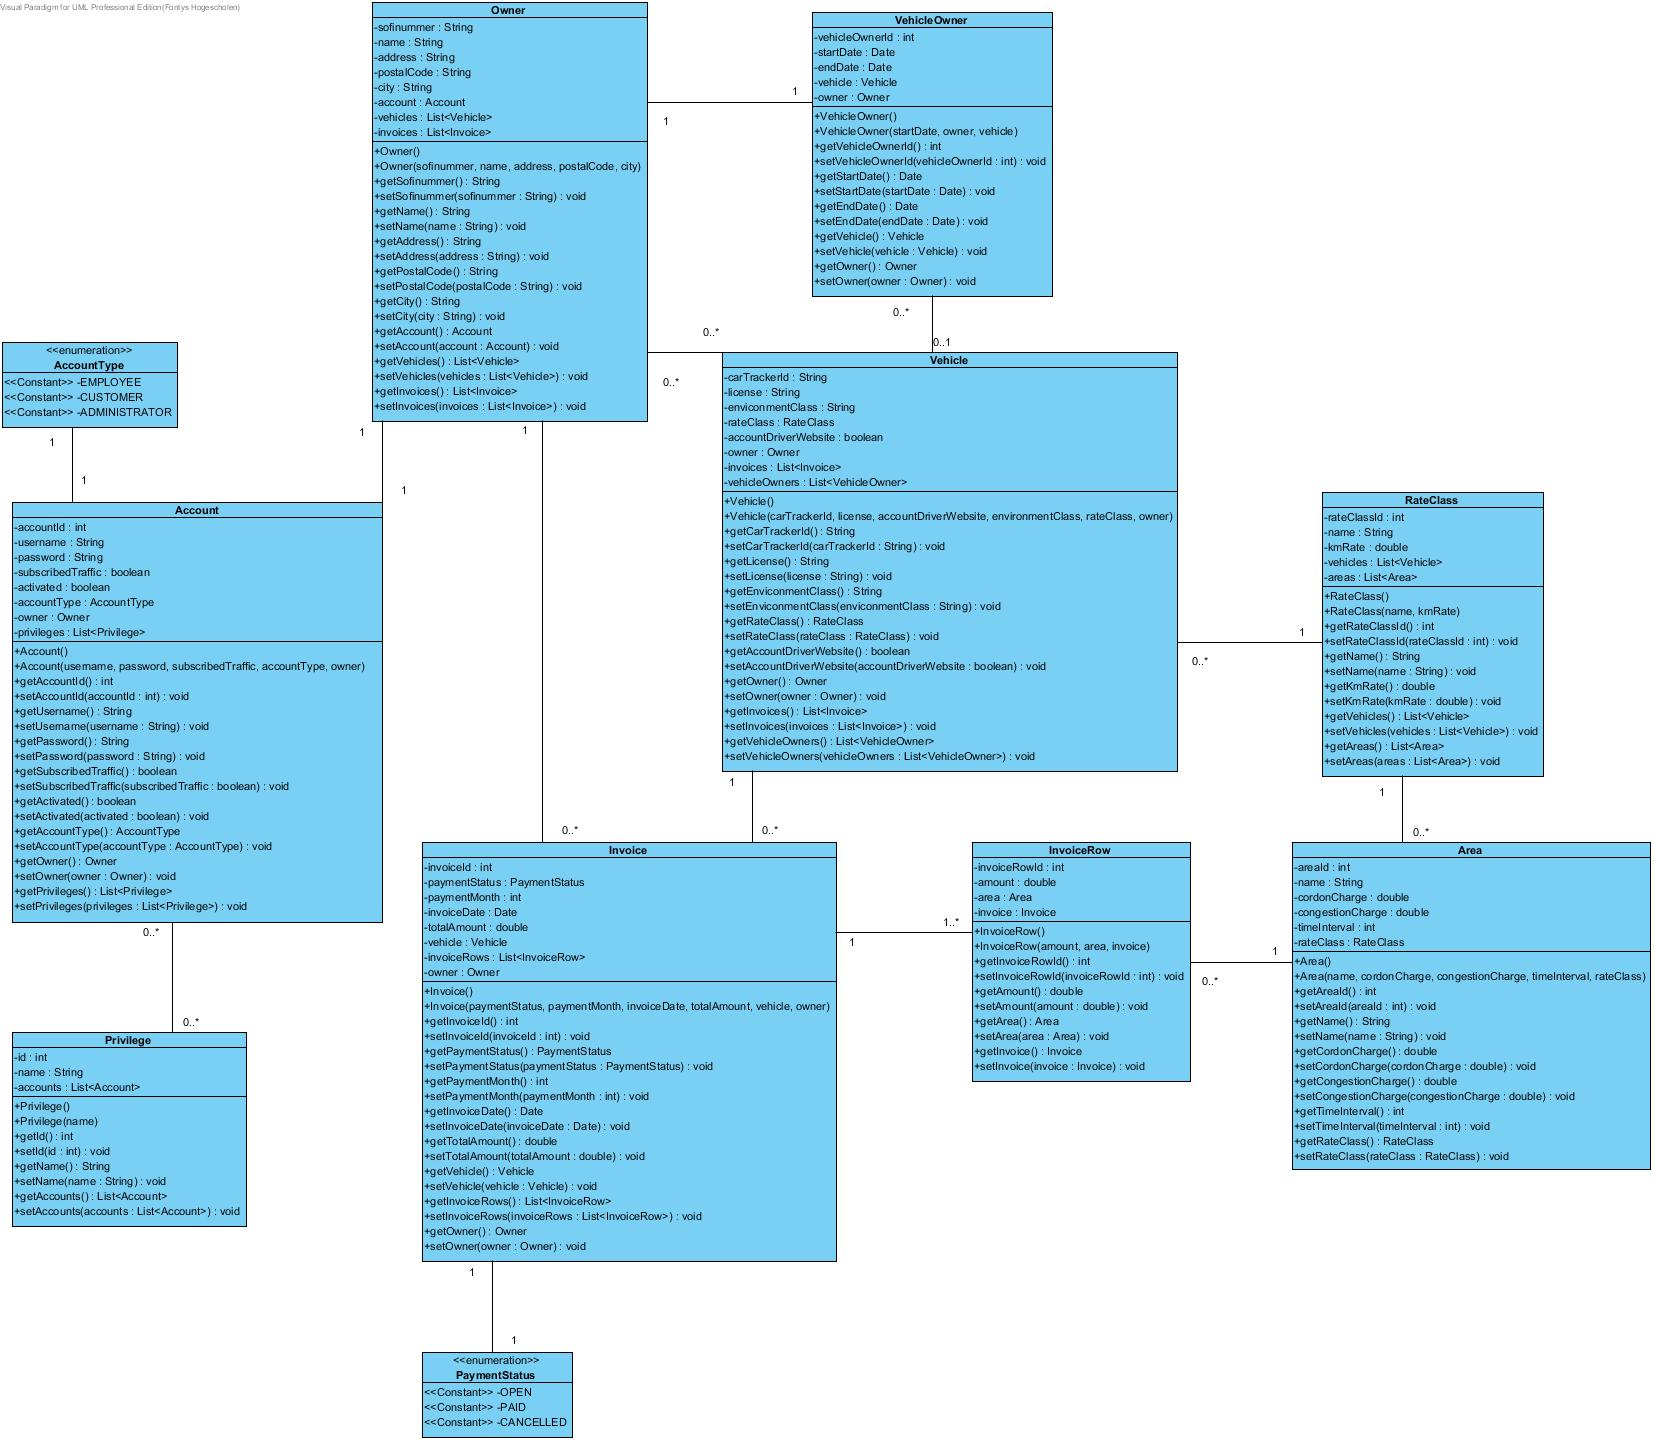 Visual Paradigm for UML Professional Edition(Fontys Hogescholen)
Owner
-sofinummer : String
-name : String
-address : String
-postalCode : String
-city : String
-account : Account
-vehicles : List<Vehicle>
-invoices : List<Invoice>
+Owner()
+Owner(sofinummer, name, address, postalCode, city)
+getSofinummer() : String
+setSofinummer(sofinummer : String) : void
+getName() : String
+setName(name : String) : void
+getAddress() : String
+setAddress(address : String) : void
+getPostalCode() : String
+setPostalCode(postalCode : String) : void
+getCity() : String
+setCity(city : String) : void
+getAccount() : Account
+setAccount(account : Account) : void
+getVehicles() : List<Vehicle>
+setVehicles(vehicles : List<Vehicle>) : void
+getInvoices() : List<Invoice>
+setInvoices(invoices : List<Invoice>) : void
1
1
VehicleOwner
-vehicleOwnerId : int
-startDate : Date
-endDate : Date
-vehicle : Vehicle
-owner : Owner
+VehicleOwner()
+VehicleOwner(startDate, owner, vehicle)
+getVehicleOwnerId() : int
+setVehicleOwnerId(vehicleOwnerId : int) : void
+getStartDate() : Date
+setStartDate(startDate : Date) : void
+getEndDate() : Date
+setEndDate(endDate : Date) : void
+getVehicle() : Vehicle
+setVehicle(vehicle : Vehicle) : void
+getOwner() : Owner
+setOwner(owner : Owner) : void
0..*
0..1
0..*
0..*
<<enumeration>>
AccountType
<<Constant>> -EMPLOYEE
<<Constant>> -CUSTOMER
<<Constant>> -ADMINISTRATOR
1
1
1
1
1
0..*
Account
-accountId : int
-username : String
-password : String
-subscribedTraffic : boolean
-activated : boolean
-accountType : AccountType
-owner : Owner
-privileges : List<Privilege>
+Account()
+Account(username, password, subscribedTraffic, accountType, owner)
+getAccountId() : int
+setAccountId(accountId : int) : void
+getUsername() : String
+setUsername(username : String) : void
+getPassword() : String
+setPassword(password : String) : void
+getSubscribedTraffic() : boolean
+setSubscribedTraffic(subscribedTraffic : boolean) : void
+getActivated() : boolean
+setActivated(activated : boolean) : void
+getAccountType() : AccountType
+setAccountType(accountType : AccountType) : void
+getOwner() : Owner
+setOwner(owner : Owner) : void
+getPrivileges() : List<Privilege>
+setPrivileges(privileges : List<Privilege>) : void
0..*
0..*
Vehicle
-carTrackerId : String
-license : String
-enviconmentClass : String
-rateClass : RateClass
-accountDriverWebsite : boolean
-owner : Owner
-invoices : List<Invoice>
-vehicleOwners : List<VehicleOwner>
+Vehicle()
+Vehicle(carTrackerId, license, accountDriverWebsite, environmentClass, rateClass, owner)
+getCarTrackerId() : String
+setCarTrackerId(carTrackerId : String) : void
+getLicense() : String
+setLicense(license : String) : void
+getEnviconmentClass() : String
+setEnviconmentClass(enviconmentClass : String) : void
+getRateClass() : RateClass
+setRateClass(rateClass : RateClass) : void
+getAccountDriverWebsite() : boolean
+setAccountDriverWebsite(accountDriverWebsite : boolean) : void
+getOwner() : Owner
+setOwner(owner : Owner) : void
+getInvoices() : List<Invoice>
+setInvoices(invoices : List<Invoice>) : void
+getVehicleOwners() : List<VehicleOwner>
+setVehicleOwners(vehicleOwners : List<VehicleOwner>) : void
1
0..*
1
0..*
RateClass
-rateClassId : int
-name : String
-kmRate : double
-vehicles : List<Vehicle>
-areas : List<Area>
+RateClass()
+RateClass(name, kmRate)
+getRateClassId() : int
+setRateClassId(rateClassId : int) : void
+getName() : String
+setName(name : String) : void
+getKmRate() : double
+setKmRate(kmRate : double) : void
+getVehicles() : List<Vehicle>
+setVehicles(vehicles : List<Vehicle>) : void
+getAreas() : List<Area>
+setAreas(areas : List<Area>) : void
1
0..*
Invoice
-invoiceId : int
-paymentStatus : PaymentStatus
-paymentMonth : int
-invoiceDate : Date
-totalAmount : double
-vehicle : Vehicle
-invoiceRows : List<InvoiceRow>
-owner : Owner
+Invoice()
+Invoice(paymentStatus, paymentMonth, invoiceDate, totalAmount, vehicle, owner)
+getInvoiceId() : int
+setInvoiceId(invoiceId : int) : void
+getPaymentStatus() : PaymentStatus
+setPaymentStatus(paymentStatus : PaymentStatus) : void
+getPaymentMonth() : int
+setPaymentMonth(paymentMonth : int) : void
+getInvoiceDate() : Date
+setInvoiceDate(invoiceDate : Date) : void
+getTotalAmount() : double
+setTotalAmount(totalAmount : double) : void
+getVehicle() : Vehicle
+setVehicle(vehicle : Vehicle) : void
+getInvoiceRows() : List<InvoiceRow>
+setInvoiceRows(invoiceRows : List<InvoiceRow>) : void
+getOwner() : Owner
+setOwner(owner : Owner) : void
1..*
1
InvoiceRow
-invoiceRowId : int
-amount : double
-area : Area
-invoice : Invoice
+InvoiceRow()
+InvoiceRow(amount, area, invoice)
+getInvoiceRowId() : int
+setInvoiceRowId(invoiceRowId : int) : void
+getAmount() : double
+setAmount(amount : double) : void
+getArea() : Area
+setArea(area : Area) : void
+getInvoice() : Invoice
+setInvoice(invoice : Invoice) : void
1
0..*
Area
-areaId : int
-name : String
-cordonCharge : double
-congestionCharge : double
-timeInterval : int
-rateClass : RateClass
+Area()
+Area(name, cordonCharge, congestionCharge, timeInterval, rateClass)
+getAreaId() : int
+setAreaId(areaId : int) : void
+getName() : String
+setName(name : String) : void
+getCordonCharge() : double
+setCordonCharge(cordonCharge : double) : void
+getCongestionCharge() : double
+setCongestionCharge(congestionCharge : double) : void
+getTimeInterval() : int
+setTimeInterval(timeInterval : int) : void
+getRateClass() : RateClass
+setRateClass(rateClass : RateClass) : void
Privilege
-id : int
-name : String
-accounts : List<Account>
+Privilege()
+Privilege(name)
+getId() : int
+setId(id : int) : void
+getName() : String
+setName(name : String) : void
+getAccounts() : List<Account>
+setAccounts(accounts : List<Account>) : void
1
1
<<enumeration>>
PaymentStatus
<<Constant>> -OPEN
<<Constant>> -PAID
<<Constant>> -CANCELLED